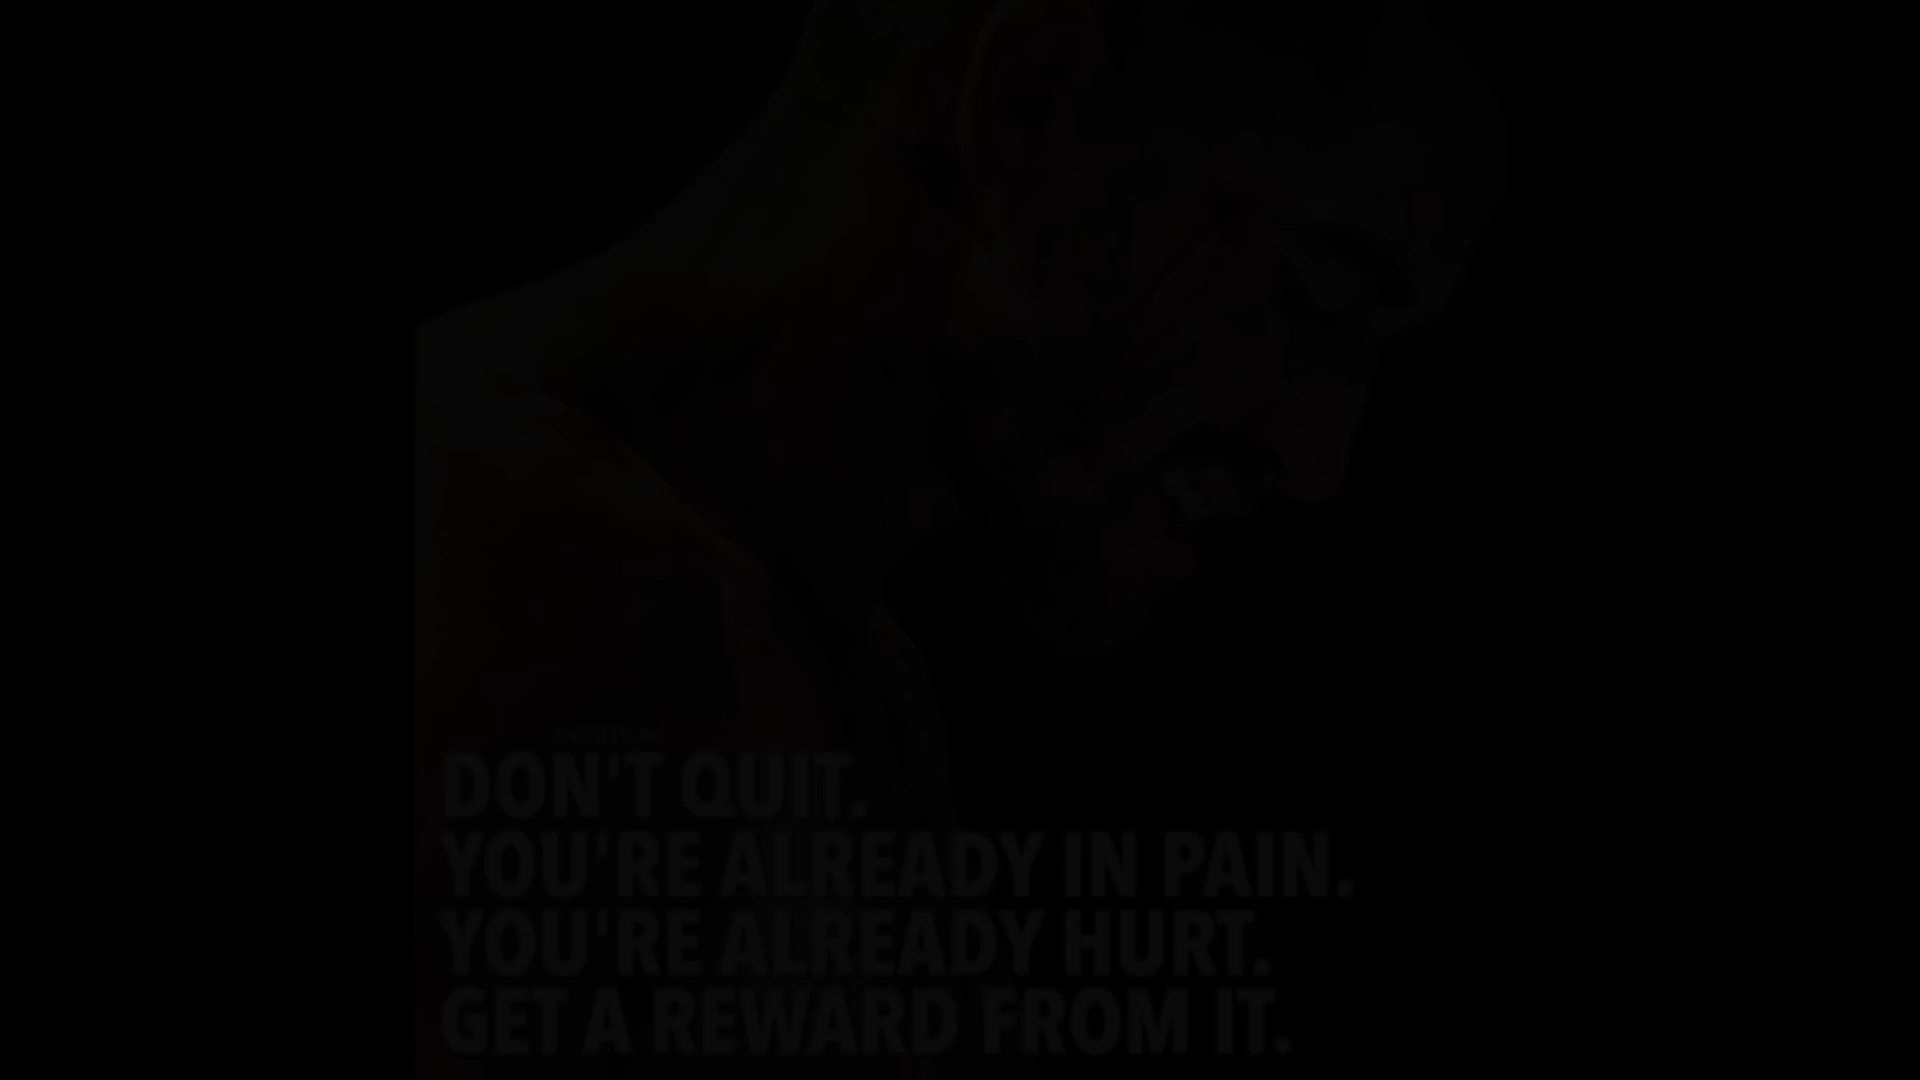 DON'T QUIT.
YOU'RE ALREADY IN PAIN.
YOU'RE ALREADY HURT.
GET A REWARD FROM IT.